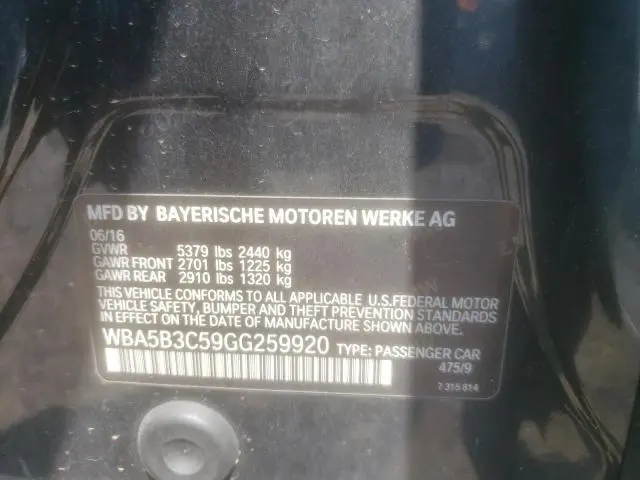 MFD BY BAYERISCHE MOTOREN WERKE AG
06/16
GVWR 5379 lbs 2440 kg
GAWR FRONT 2701 lbs 1225 kg
GAWR REAR 2910 lbs 1320 kg
THIS VEHICLE CONFORMS TO ALL APPLICABLE U.S.FEDERAL MOTOR
VEHICLE SAFETY, BUMPER AND THEFT PREVENTION STANDARDS
IN EFFECT ON THE DATE OF MANUFACTURE SHOWN ABOVE.
WBA5B3C59GG259920 TYPE: PASSENGER CAR
475/9
7 315 814